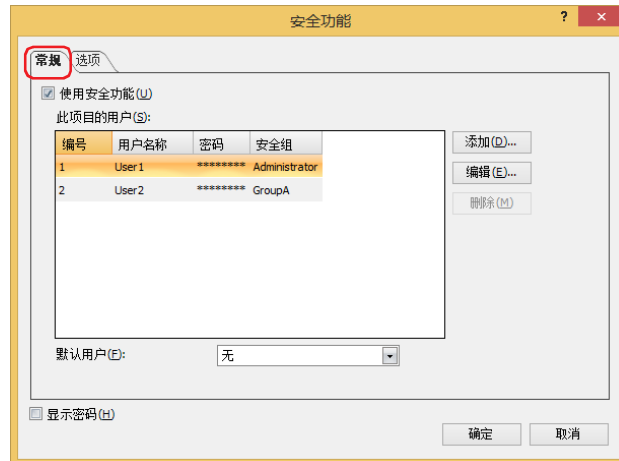 安全功能
?
×
常规 选项
使用安全功能(U)
此项目的用户(S):
编号 用户名称 密码 安全组
1 User1 ******** Administrator
2 User2 ******** GroupA
添加(D)...
编辑(E)...
删除(M)
默认用户(F): 无
显示密码(H)
确定 取消